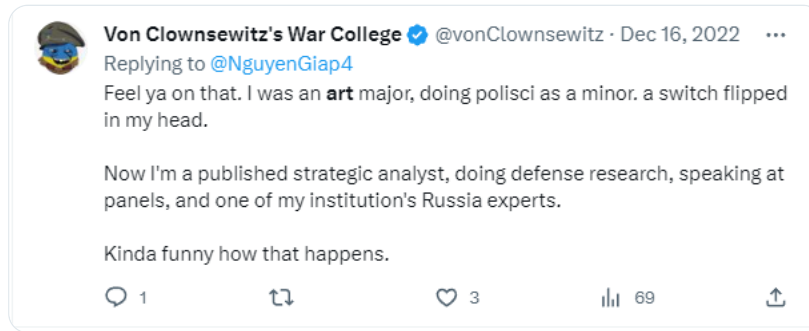 Von Clownsewitz's War College @vonClownsewitz · Dec 16, 2022 ...
Replying to @NguyenGiap4
Feel ya on that. I was an art major, doing polisci as a minor. a switch flipped
in my head.
Now I'm a published strategic analyst, doing defense research, speaking at
panels, and one of my institution's Russia experts.
Kinda funny how that happens.
1 3 69